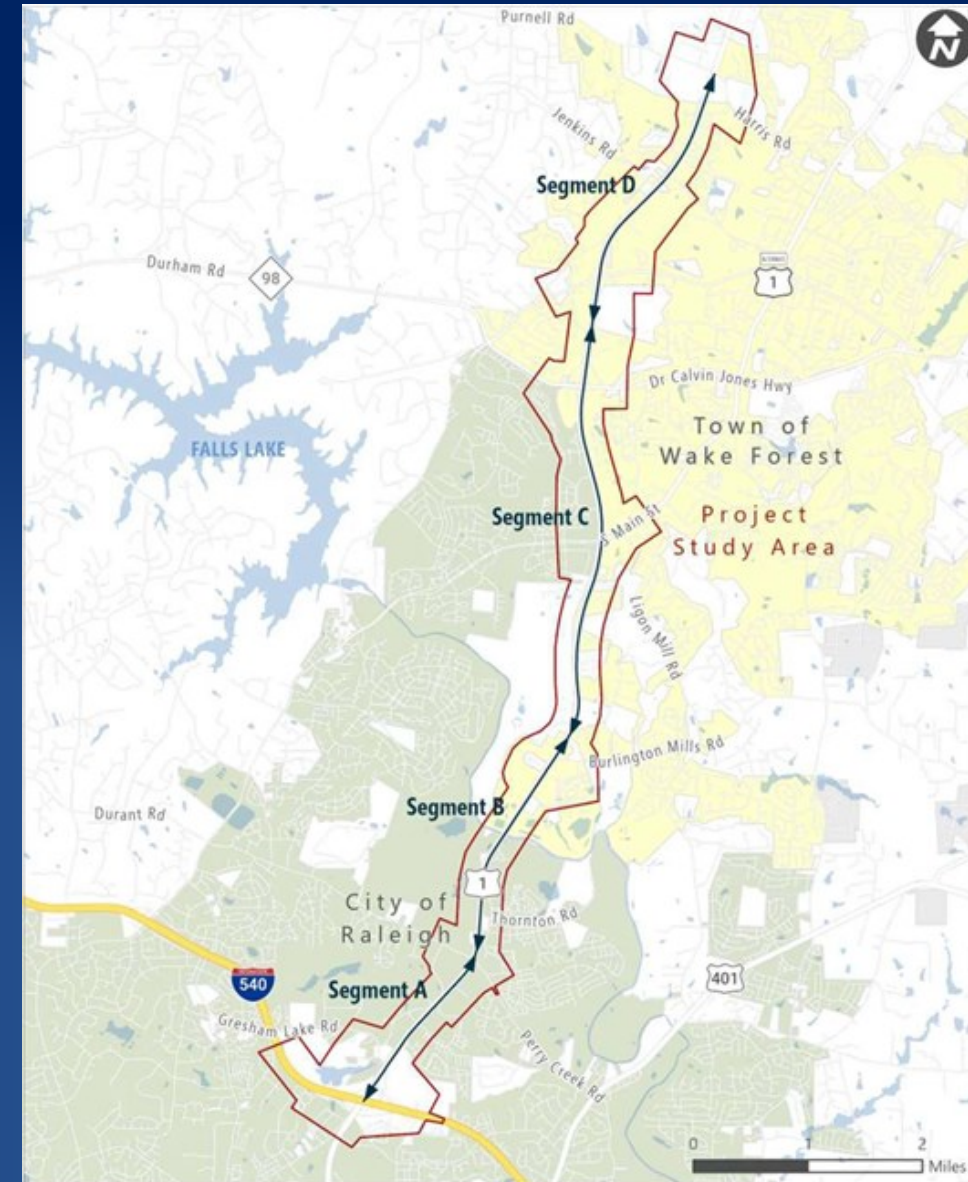 Purnell Rd
N
Jenkins Rd
Harris Rd
Segment D
Durham Rd
98
1
Dr Calvin Jones Hwy
Town of
Wake Forest
FALLS LAKE
Segment C
S Main St
Project
Study Area
Ligon Mill Rd
Burlington Mills Rd
Durant Rd
Segment B
1
City of
Raleigh
Thornton Rd
540
Segment A
401
Gresham Lake Rd
Perry Creek Rd
0 1 2
Miles